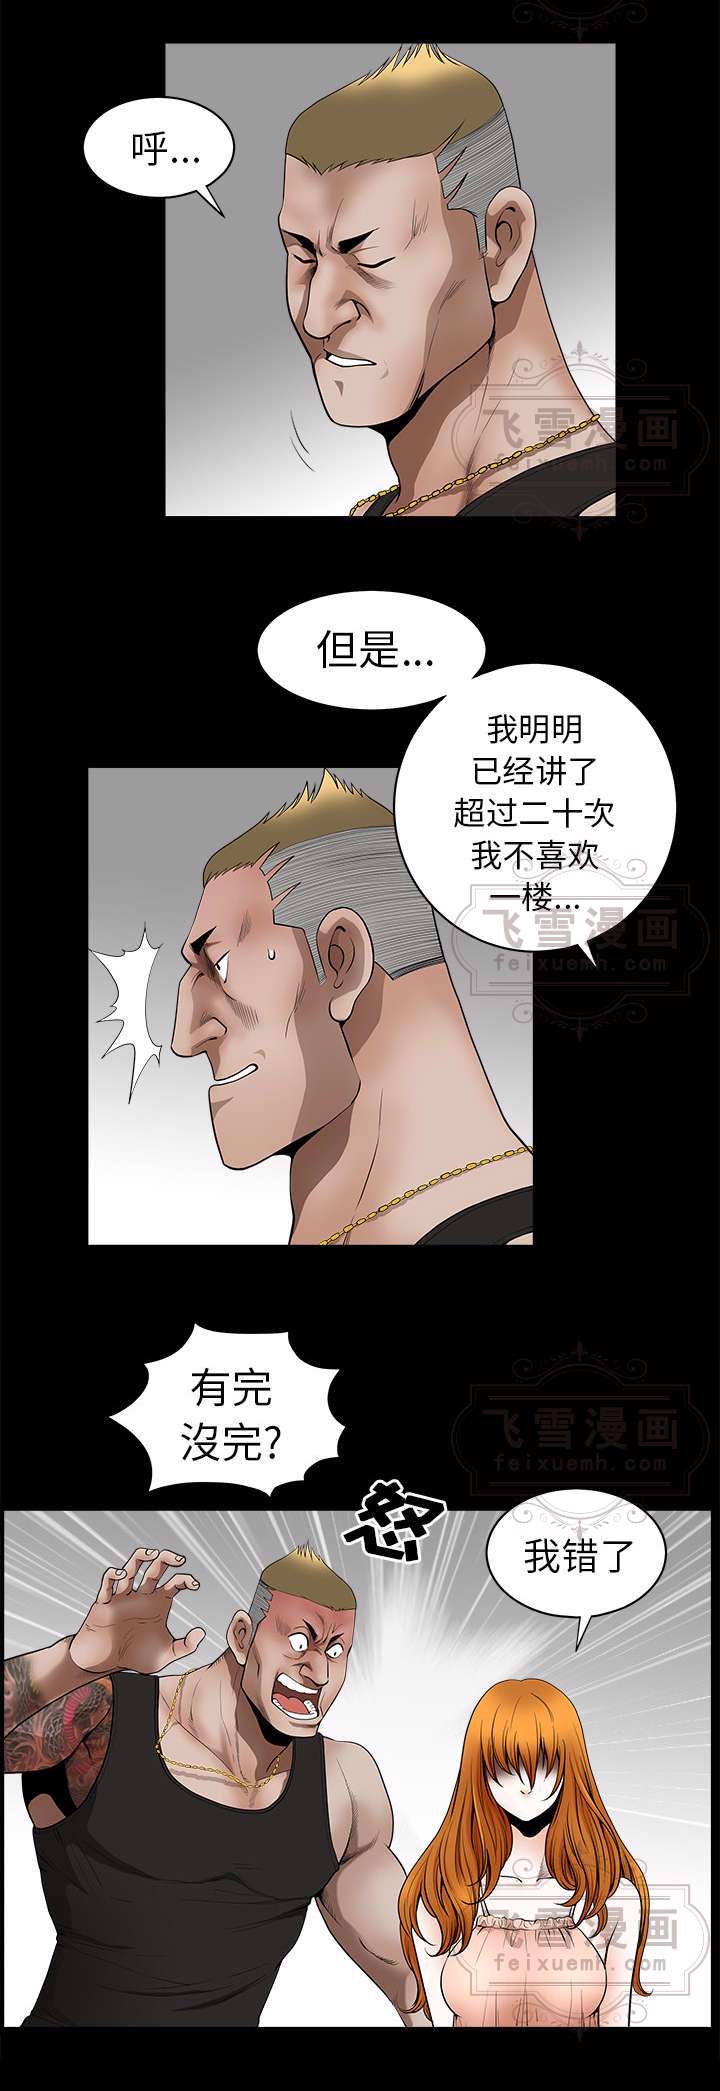 呼...
飞雪漫画
feixuemh.com
但是...
我明明
已经讲了
超过二十次
我不喜欢
一楼...
飞雪漫画
feixuemh.com
有完
沒完?
飞雪漫画
feixuemh.com
怒
我错了
飞雪漫画
feixuemh.com